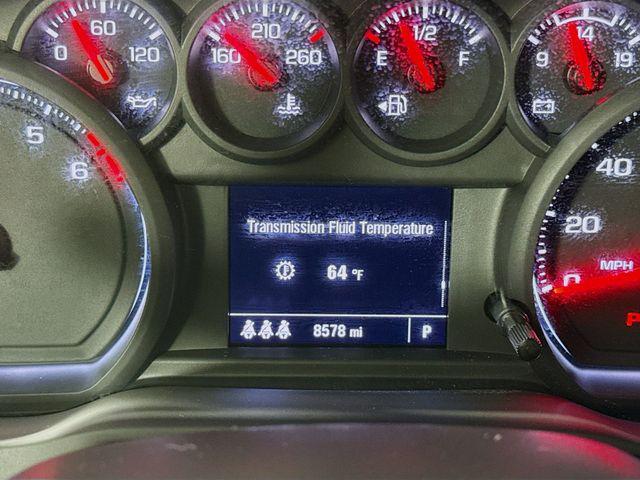 0 60 120
160 210 260
E 1/2 F
9 14 19
5
6
40
20
0 MPH
Transmission Fluid Temperature
64 °F
8578 mi P
P